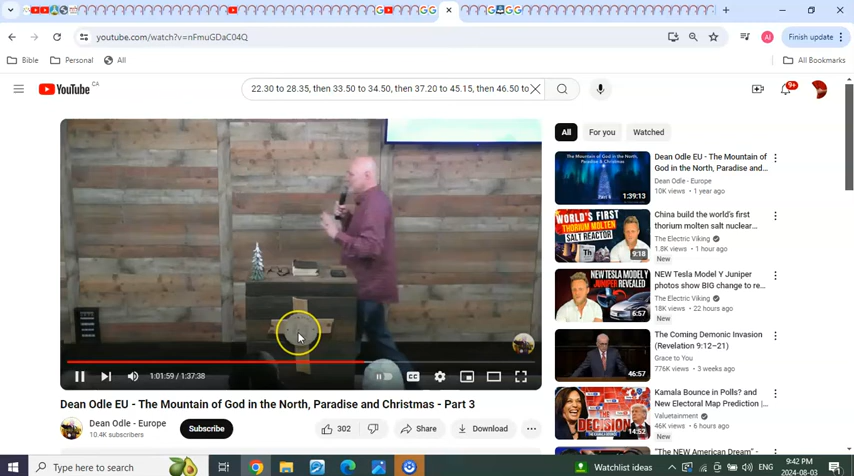 Finish update
youtube.com/watch?v=nFmuGDaC04Q
Bible
Personal
All
All Bookmarks
YouTube
CA
22.30 to 28.35, then 33.50 to 34.50, then 37.20 to 45.15, then 46.50 to
9+
All
For you
Watched
Dean Odle EU - The Mountain of
God in the North, Paradise and...
Dean Odle - Europe
10K views • 1 year ago
1:39:13
WORLD'S FIRST
THORIUM MOLTEN
SALT REACTOR
Th
9:18
China build the world's first
thorium molten salt nuclear...
The Electric Viking
1.8K views • 1 hour ago
New
NEW TESLA MODEL Y
JUNIPER
REVEALED
6:57
NEW Tesla Model Y Juniper
photos show BIG change to re...
The Electric Viking
18K views • 22 hours ago
New
46:57
The Coming Demonic Invasion
(Revelation 9:12–21)
Grace to You
776K views • 3 weeks ago
THE
DECISION
14:52
Kamala Bounce in Polls? and
New Electoral Map Prediction |...
Valuetainment
46K views • 6 hours ago
New
"The NEW American Dream" -
1:01:59 / 1:37:38
CC
Dean Odle EU - The Mountain of God in the North, Paradise and Christmas - Part 3
Dean Odle - Europe
10.4K subscribers
Subscribe
302
Share
Download
Type here to search
Watchlist ideas
ENG
9:42 PM
2024-08-03